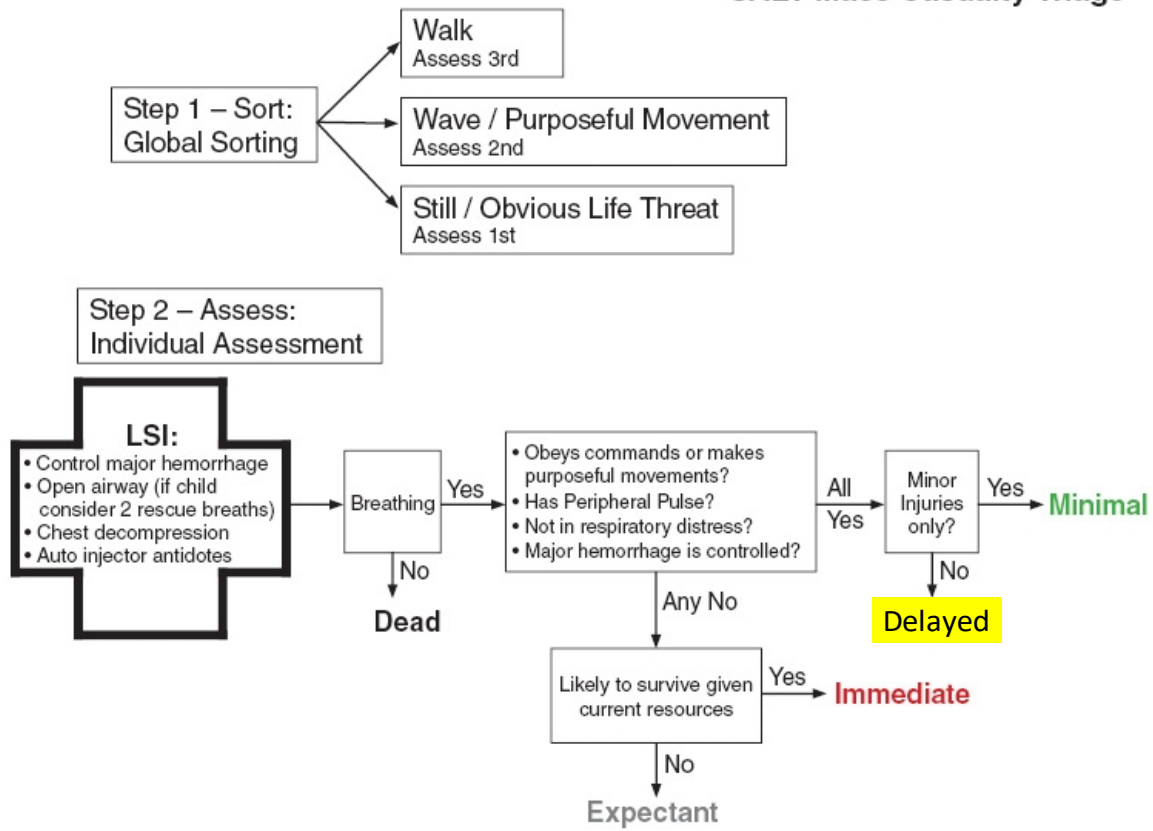 Walk
Assess 3rd
Step 1 – Sort:
Global Sorting
Wave / Purposeful Movement
Assess 2nd
Still / Obvious Life Threat
Assess 1st
Step 2 – Assess:
Individual Assessment
LSI:
• Control major hemorrhage
• Open airway (if child
consider 2 rescue breaths)
• Chest decompression
• Auto injector antidotes
Breathing
Yes
No
Dead
• Obeys commands or makes
purposeful movements?
• Has Peripheral Pulse?
• Not in respiratory distress?
• Major hemorrhage is controlled?
All
Yes
Minor
Injuries
only?
Yes
Minimal
No
Delayed
Any No
Likely to survive given
current resources
Yes
Immediate
No
Expectant